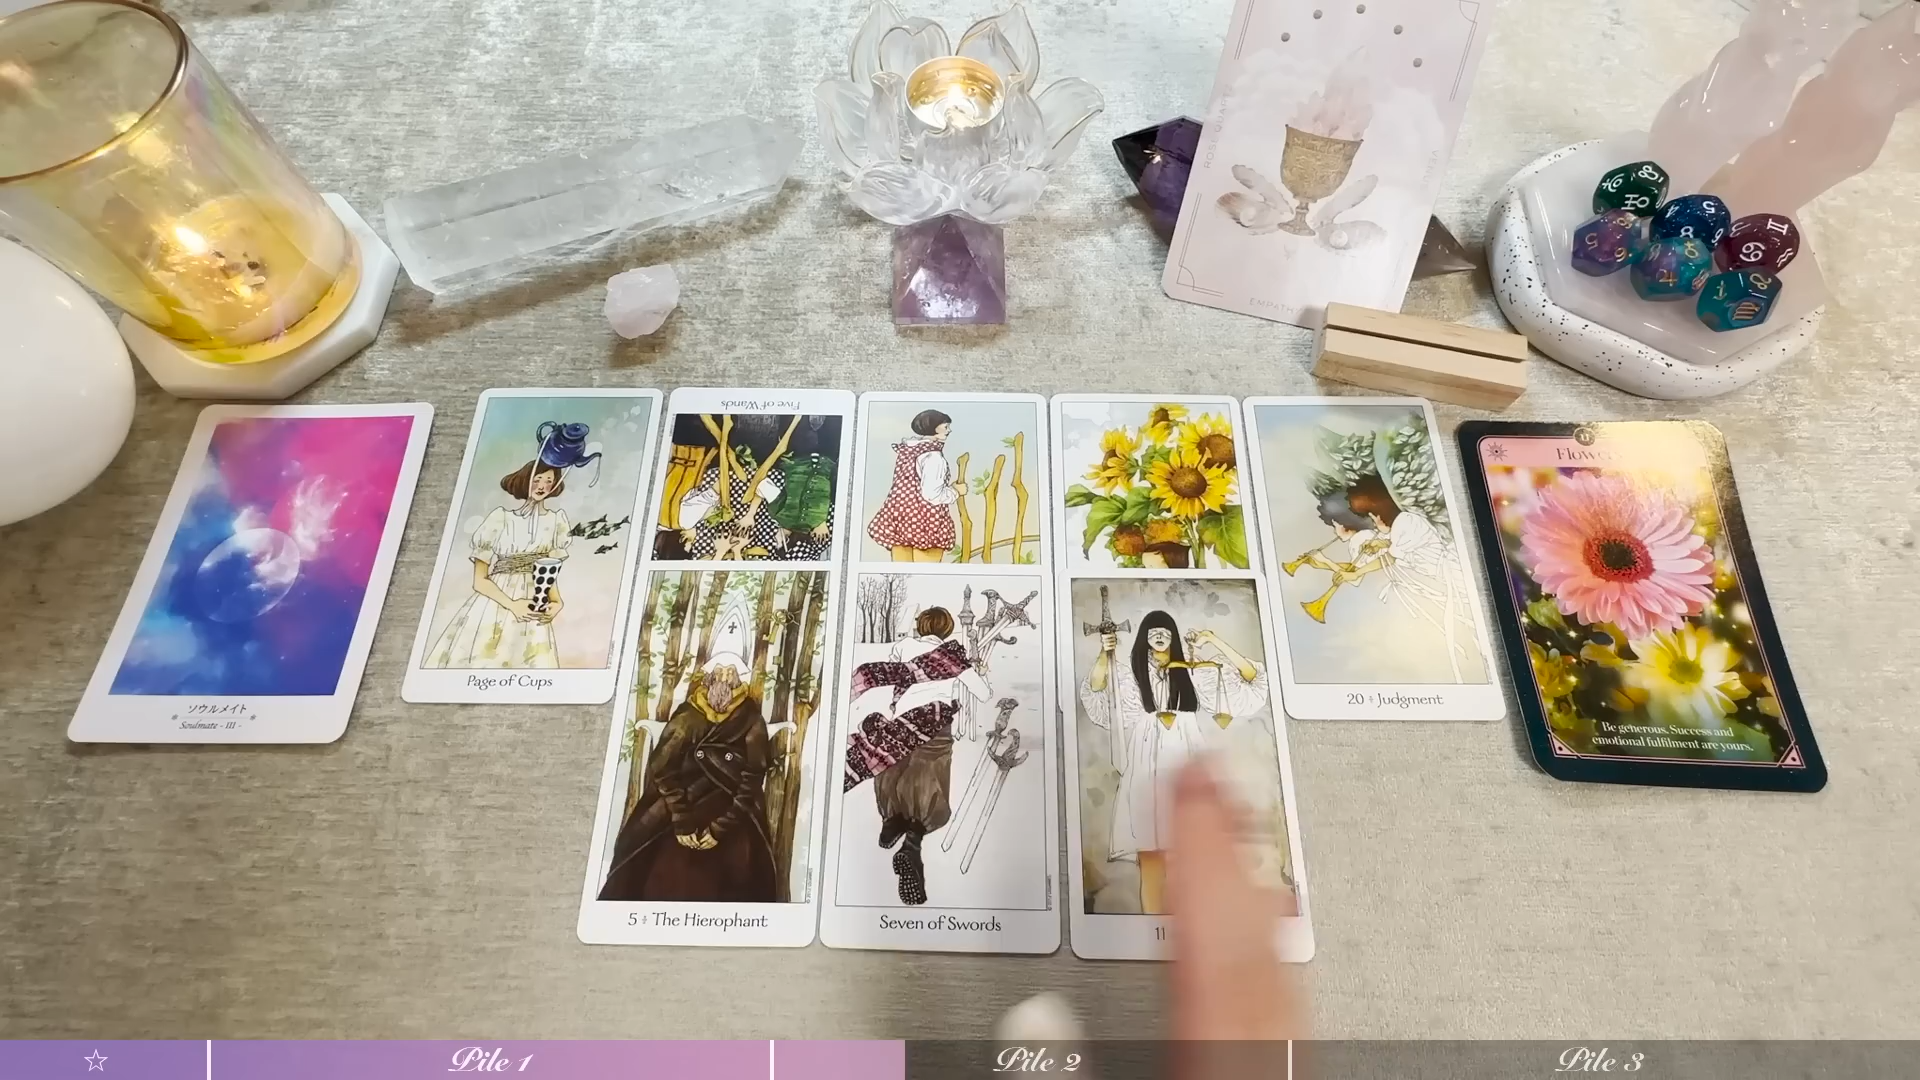 ROSE QUARTZ
EMPATH
Five of Wands
Flower
ソウルメイト
Soulmate - III -
Page of Cups
20 Judgment
Be generous. Success and
emotional fulfilment are yours.
5 The Hierophant
Seven of Swords
11
☆ Pile 1 Pile 2 Pile 3